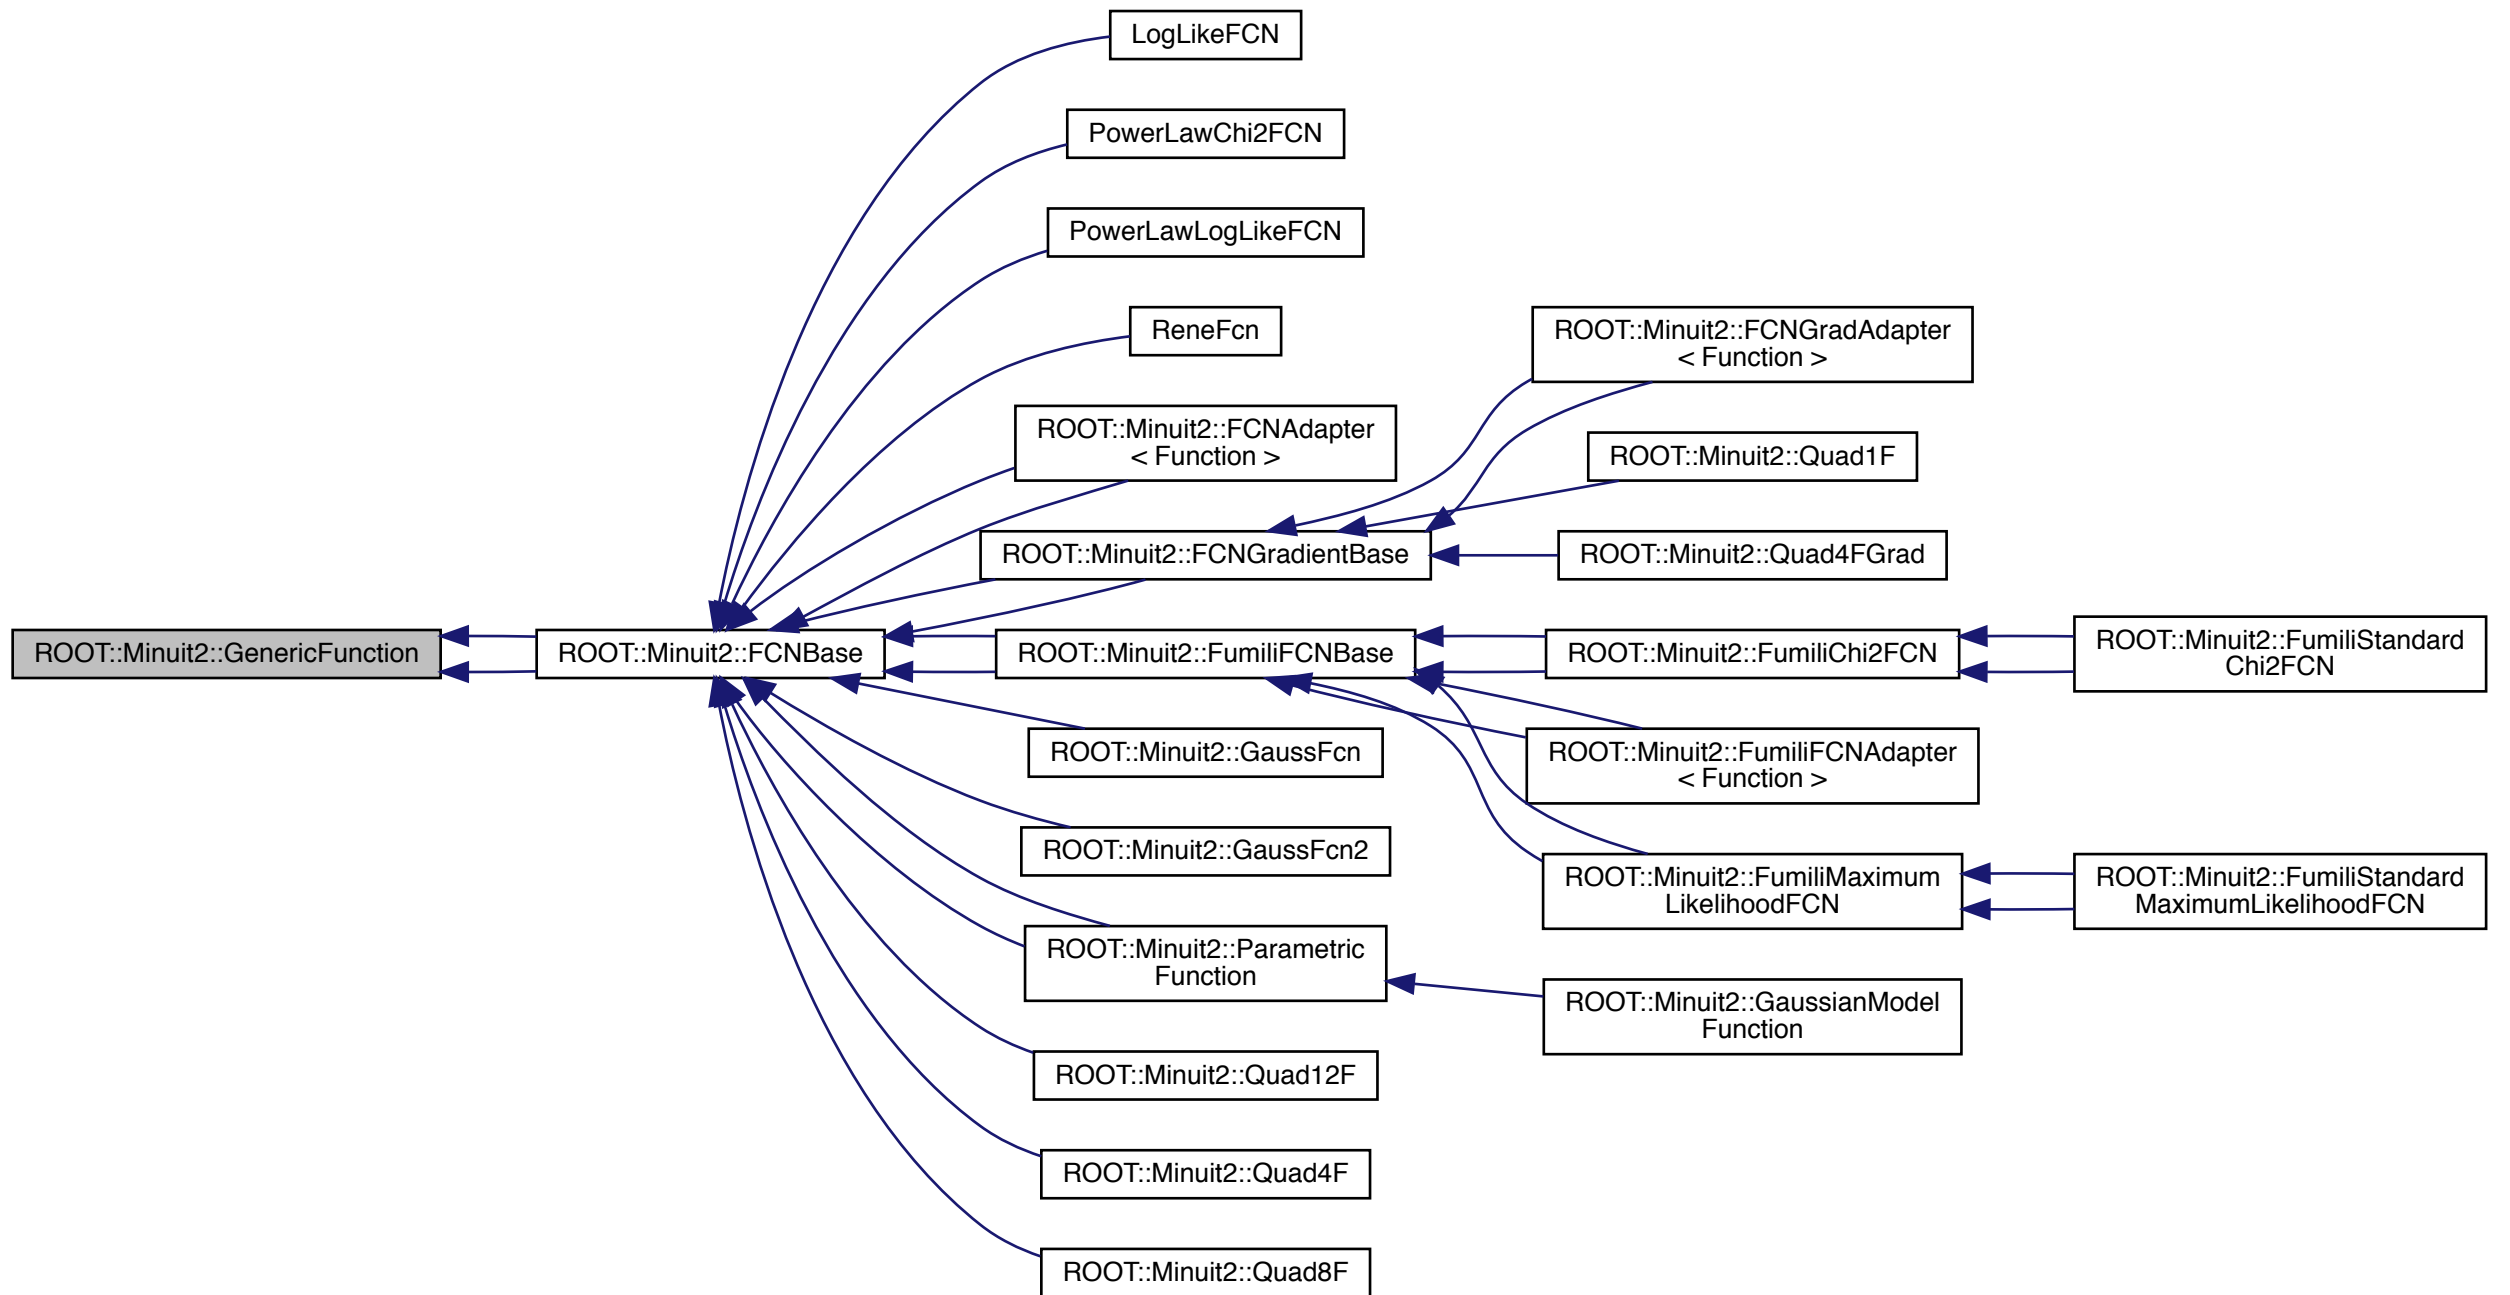 LogLikeFCN
PowerLawChi2FCN
PowerLawLogLikeFCN
ReneFcn
ROOT::Minuit2::FCNAdapter
< Function >
ROOT::Minuit2::FCNGradAdapter
< Function >
ROOT::Minuit2::Quad1F
ROOT::Minuit2::FCNGradientBase
ROOT::Minuit2::Quad4FGrad
ROOT::Minuit2::GenericFunction
ROOT::Minuit2::FCNBase
ROOT::Minuit2::FumiliFCNBase
ROOT::Minuit2::FumiliChi2FCN
ROOT::Minuit2::FumiliStandard
Chi2FCN
ROOT::Minuit2::GaussFcn
ROOT::Minuit2::FumiliFCNAdapter
< Function >
ROOT::Minuit2::GaussFcn2
ROOT::Minuit2::FumiliMaximum
LikelihoodFCN
ROOT::Minuit2::FumiliStandard
MaximumLikelihoodFCN
ROOT::Minuit2::Parametric
Function
ROOT::Minuit2::GaussianModel
Function
ROOT::Minuit2::Quad12F
ROOT::Minuit2::Quad4F
ROOT::Minuit2::Quad8F